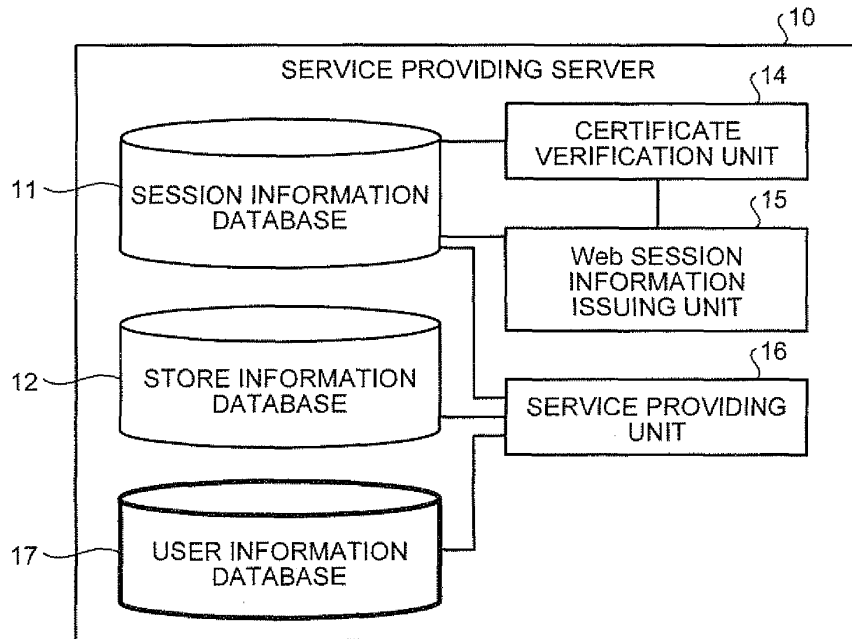 10
SERVICE PROVIDING SERVER
14
CERTIFICATE
VERIFICATION UNIT
11
SESSION INFORMATION
DATABASE
15
Web SESSION
INFORMATION
ISSUING UNIT
12
STORE INFORMATION
DATABASE
16
SERVICE PROVIDING
UNIT
17
USER INFORMATION
DATABASE